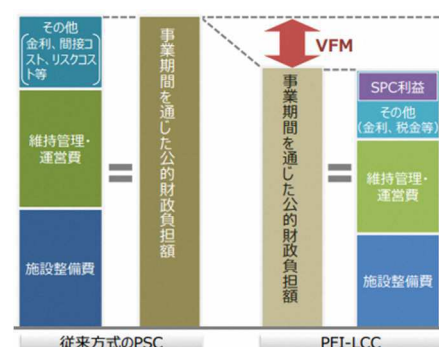 その他
(金利、間接コ
スト、リスクコス
ト等)
維持管理・
運営費
施設整備費
事業期間を通じた公的財政負担額
従来方式のPSC
VFM
事業期間を通じた公的財政負担額
SPC利益
その他
(金利、税金等)
維持管理・
運営費
施設整備費
PFI-LCC